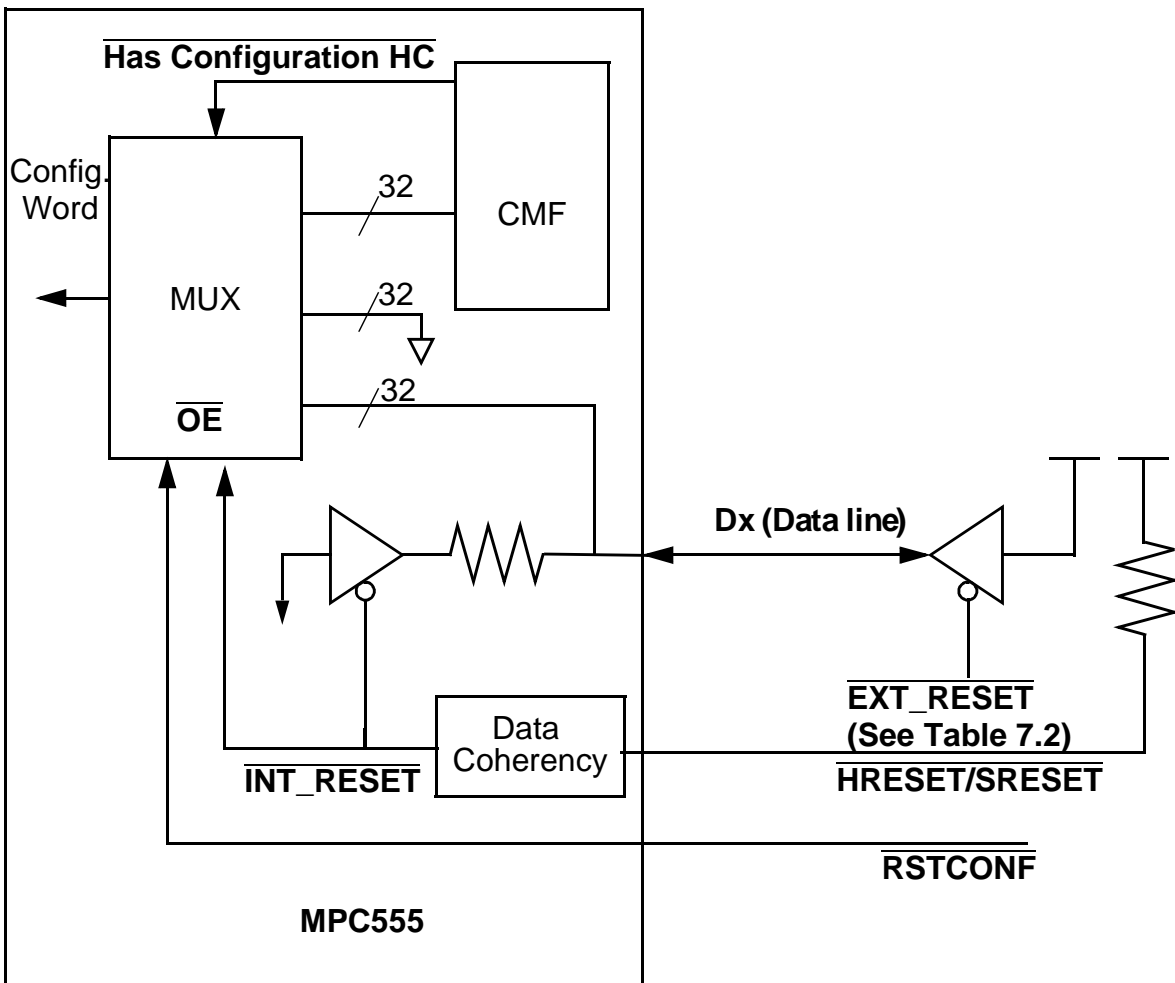 Has Configuration HC
Config.
Word
32
CMF
MUX
32
32
OE
Dx (Data line)
EXT_RESET
(See Table 7.2)
Data
Coherency
INT_RESET
HRESET/SRESET
RSTCONF
MPC555